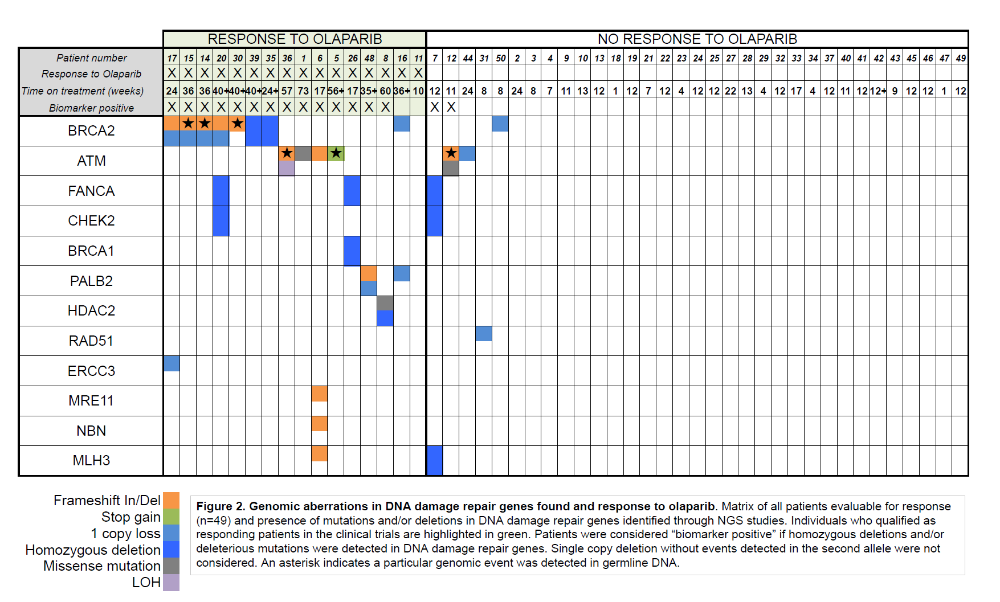 RESPONSE TO OLAPARIB NO RESPONSE TO OLAPARIB
Patient number 17 15 14 20 30 39 35 36 1 6 5 26 48 8 16 11 7 12 44 31 50 2 3 4 9 10 13 18 19 21 22 23 24 25 27 28 29 32 33 34 37 40 41 42 43 45 46 47 49
Response to Olaparib X X X X X X X X X X X X X X X X
Time on treatment (weeks) 24 36 36 40+ 40+ 40+ 24+ 57 73 17 56+ 17 35+ 60 36+ 10 12 11 24 8 8 24 8 7 11 13 12 1 12 7 12 4 12 12 22 13 4 12 17 4 12 11 12 12+ 9 12 12 1 12
Biomarker positive X X X X X X X X X X X X X X X X
BRCA2
ATM
FANCA
CHEK2
BRCA1
PALB2
HDAC2
RAD51
ERCC3
MRE11
NBN
MLH3
Frameshift In/Del
Stop gain
1 copy loss
Homozygous deletion
Missense mutation
LOH
Figure 2. Genomic aberrations in DNA damage repair genes found and response to olaparib. Matrix of all patients evaluable for response
(n=49) and presence of mutations and/or deletions in DNA damage repair genes identified through NGS studies. Individuals who qualified as
responding patients in the clinical trials are highlighted in green. Patients were considered “biomarker positive” if homozygous deletions and/or
deleterious mutations were detected in DNA damage repair genes. Single copy deletion without events detected in the second allele were not
considered. An asterisk indicates a particular genomic event was detected in germline DNA.